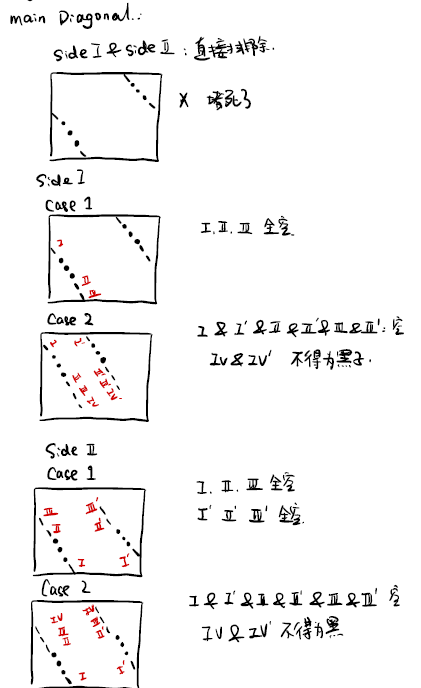 main Diagonal.:
side I & side II : 直接排除.
× 堵死了
Side I
Case 1
I. II. III 全空
I
II
III
Case 2
I & I' & II & II' & III & III': 空
IV & IV' 不得为黑子.
I I'
II II'
III III'
IV IV'
Side II
Case 1
I. II. III 全空
I' II' III' 全空.
III III'
II II'
I I'
Case 2
I & I' & II & II' & III & III' 空
IV & IV' 不得为黑
IV IV'
III III'
II II'
I I'